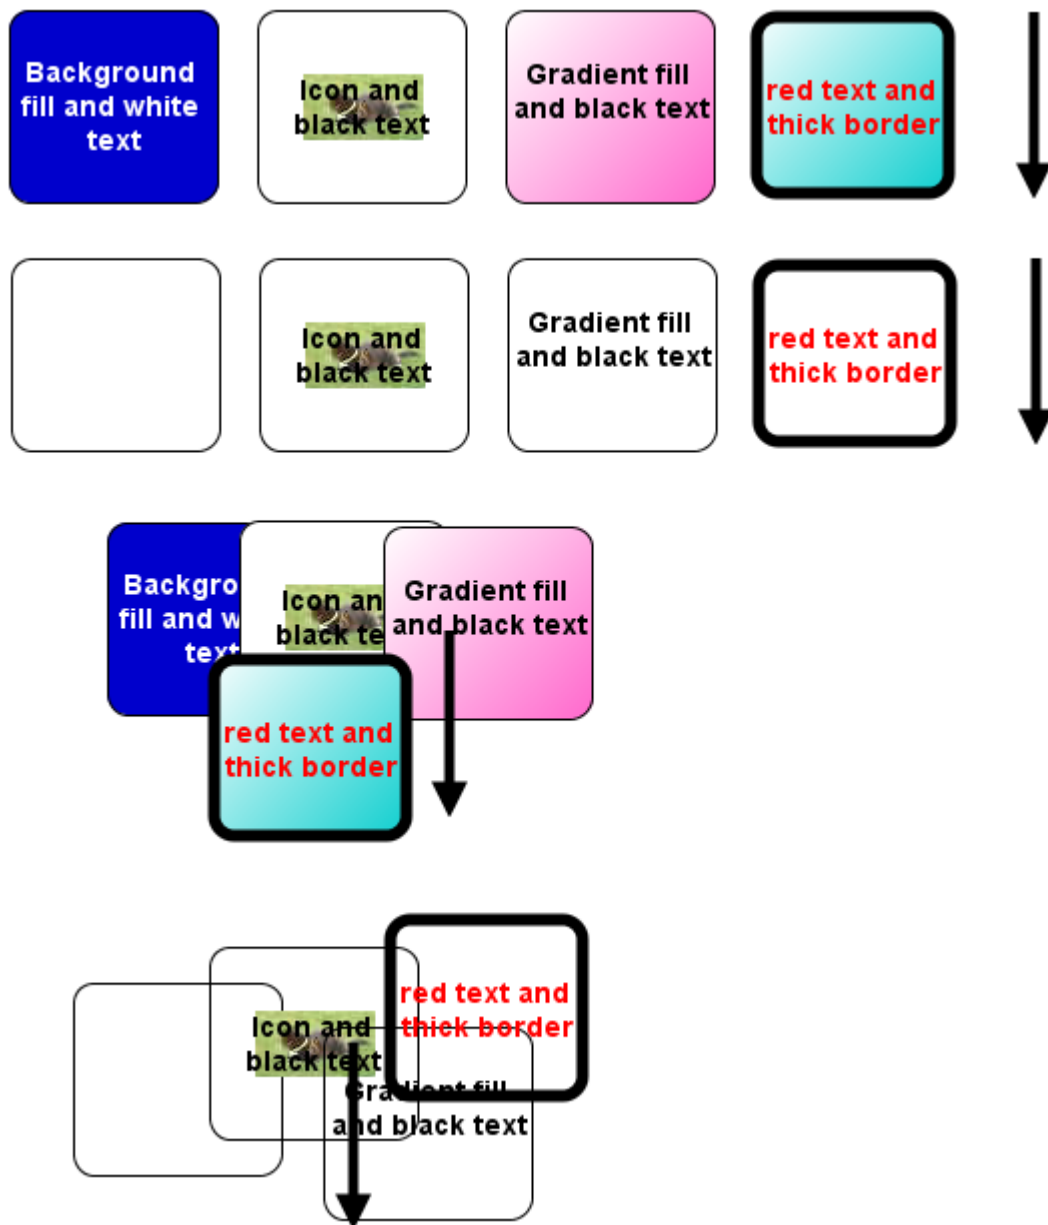 Background
fill and white
text
Icon and
black text
Gradient fill
and black text
red text and
thick border
Icon and
black text
Gradient fill
and black text
red text and
thick border
Backgro
fill and w
text
Icon an
black te
Gradient fill
and black text
red text and
thick border
red text and
thick border
Icon and
black text
Gradient fill
and black text